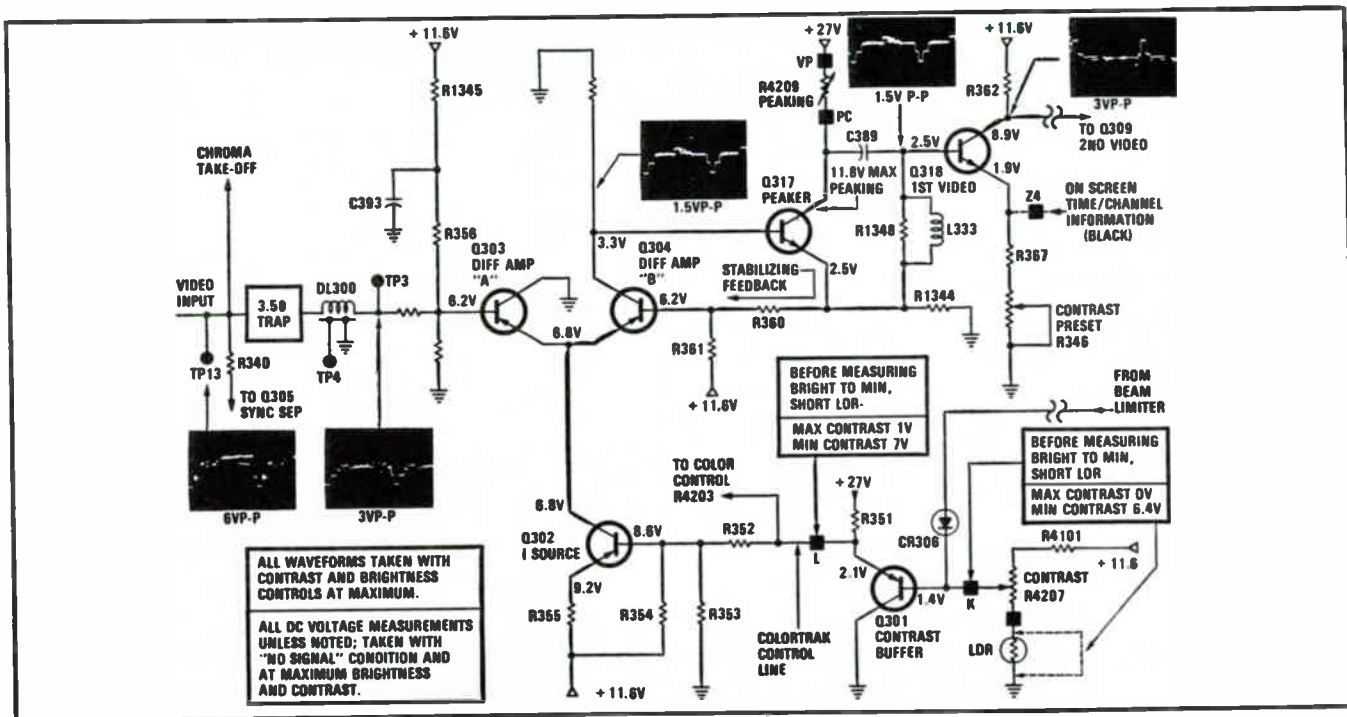 + 11.6V
+ 27V
+11.6V
VP
R1345
R4209
PEAKING
1.5V P-P
R362
3VP-P
PC
TO Q309
2ND VIDEO
C389
2.5V
8.9V
CHROMA
TAKE-OFF
11.8V MAX
PEAKING
Q318
1ST VIDEO
1.9V
Q317
PEAKER
Z4
ON SCREEN
TIME/CHANNEL
INFORMATION
(BLACK)
C393
1.5VP-P
R1348
L333
R356
3.3V
R367
Q303
DIFF AMP
"A"
Q304
DIFF AMP
"B"
2.5V
STABILIZING
FEEDBACK
VIDEO
INPUT
DL300
TP3
3.58
TRAP
6.2V
6.2V
R1344
CONTRAST
PRESET
R346
6.8V
R360
R340
TP13
TP4
R361
TO Q305
SYNC SEP
+ 11.6V
BEFORE MEASURING
BRIGHT TO MIN,
SHORT LDR-
MAX CONTRAST 1V
MIN CONTRAST 7V
FROM
BEAM
LIMITER
BEFORE MEASURING
BRIGHT TO MIN,
SHORT LDR
MAX CONTRAST 0V
MIN CONTRAST 6.4V
6VP-P
3VP-P
TO COLOR
CONTROL
R4203
+ 27V
6.8V
R351
CR306
R4101
+ 11.6
Q302
I SOURCE
8.6V
R352
L
2.1V
CONTRAST
R4207
K
1.4V
9.2V
R355
R354
R353
Q301
CONTRAST
BUFFER
COLORTRAK
CONTROL
LINE
LDR
+ 11.6V
ALL WAVEFORMS TAKEN WITH
CONTRAST AND BRIGHTNESS
CONTROLS AT MAXIMUM.
ALL DC VOLTAGE MEASUREMENTS
UNLESS NOTED; TAKEN WITH
"NO SIGNAL" CONDITION AND
AT MAXIMUM BRIGHTNESS
AND CONTRAST.